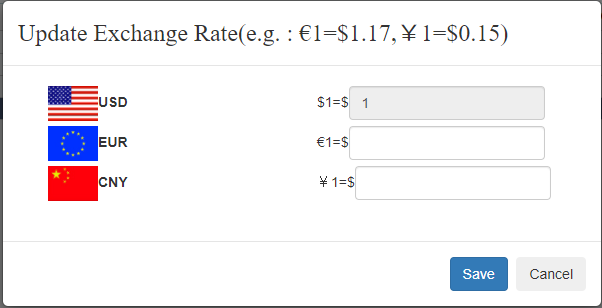 Update Exchange Rate(e.g. : €1=$1.17,￥1=$0.15)
USD $1=$ 1
EUR €1=$
CNY ￥1=$
Save Cancel